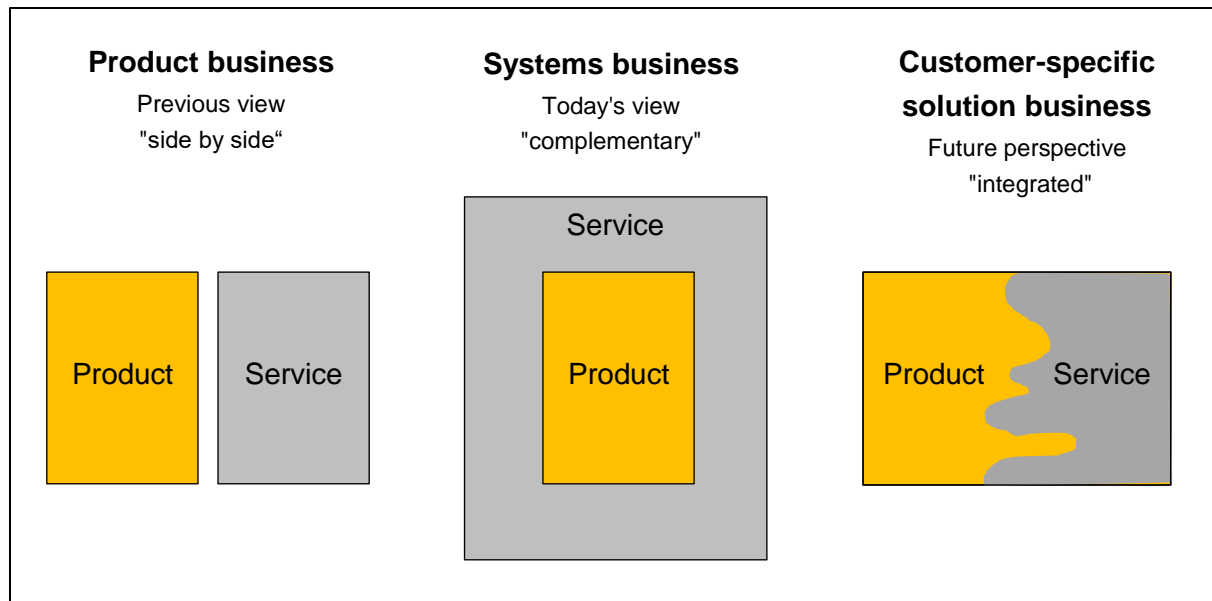 Product business
Previous view
"side by side“
Product
Service
Systems business
Today's view
"complementary"
Service
Product
Customer-specific
solution business
Future perspective
"integrated"
Product
Service